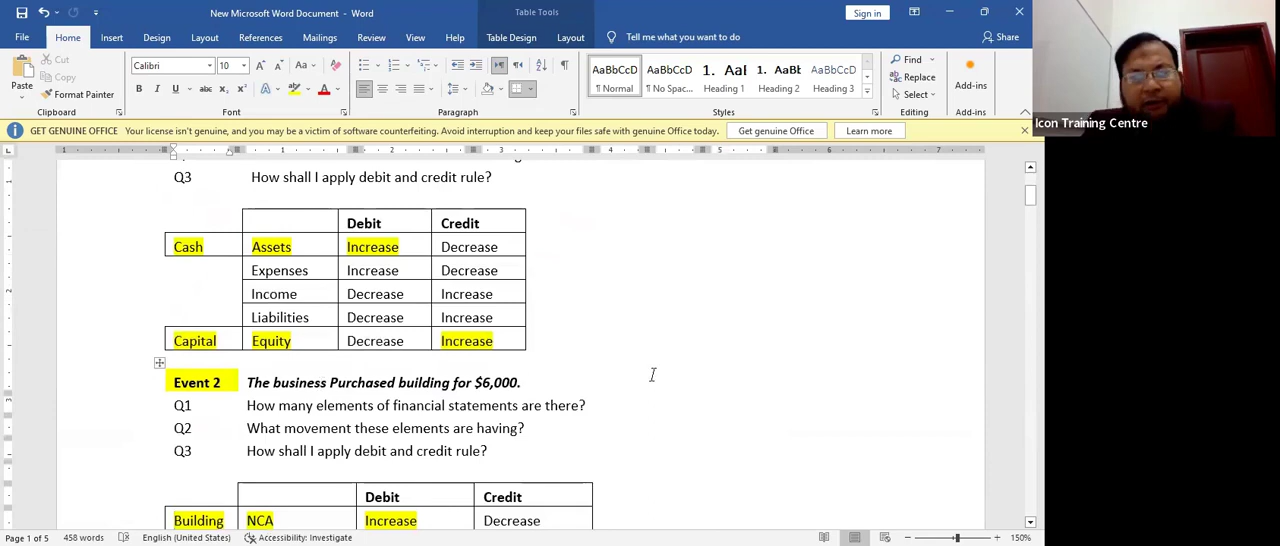 New Microsoft Word Document - Word
Table Tools
Sign in
File
Home
Insert
Design
Layout
References
Mailings
Review
View
Help
Table Design
Layout
Tell me what you want to do
Share
Paste
Cut
Copy
Format Painter
Clipboard
Calibri
10
Font
Paragraph
AaBbCcD
¶ Normal
AaBbCcD
¶ No Spac...
1. AaI
Heading 1
1. AaBb
Heading 2
AaBbCcD
Heading 3
Styles
Find
Replace
Select
Editing
Add-ins
Add-ins
GET GENUINE OFFICE Your license isn't genuine, and you may be a victim of software counterfeiting. Avoid interruption and keep your files safe with genuine Office today.
Get genuine Office
Learn more
Q3 How shall I apply debit and credit rule?
Debit Credit
Cash Assets Increase Decrease
Expenses Increase Decrease
Income Decrease Increase
Liabilities Decrease Increase
Capital Equity Decrease Increase
Event 2 The business Purchased building for $6,000.
Q1 How many elements of financial statements are there?
Q2 What movement these elements are having?
Q3 How shall I apply debit and credit rule?
Debit Credit
Building NCA Increase Decrease
Page 1 of 5
458 words
English (United States)
Accessibility: Investigate
150%
Icon Training Centre